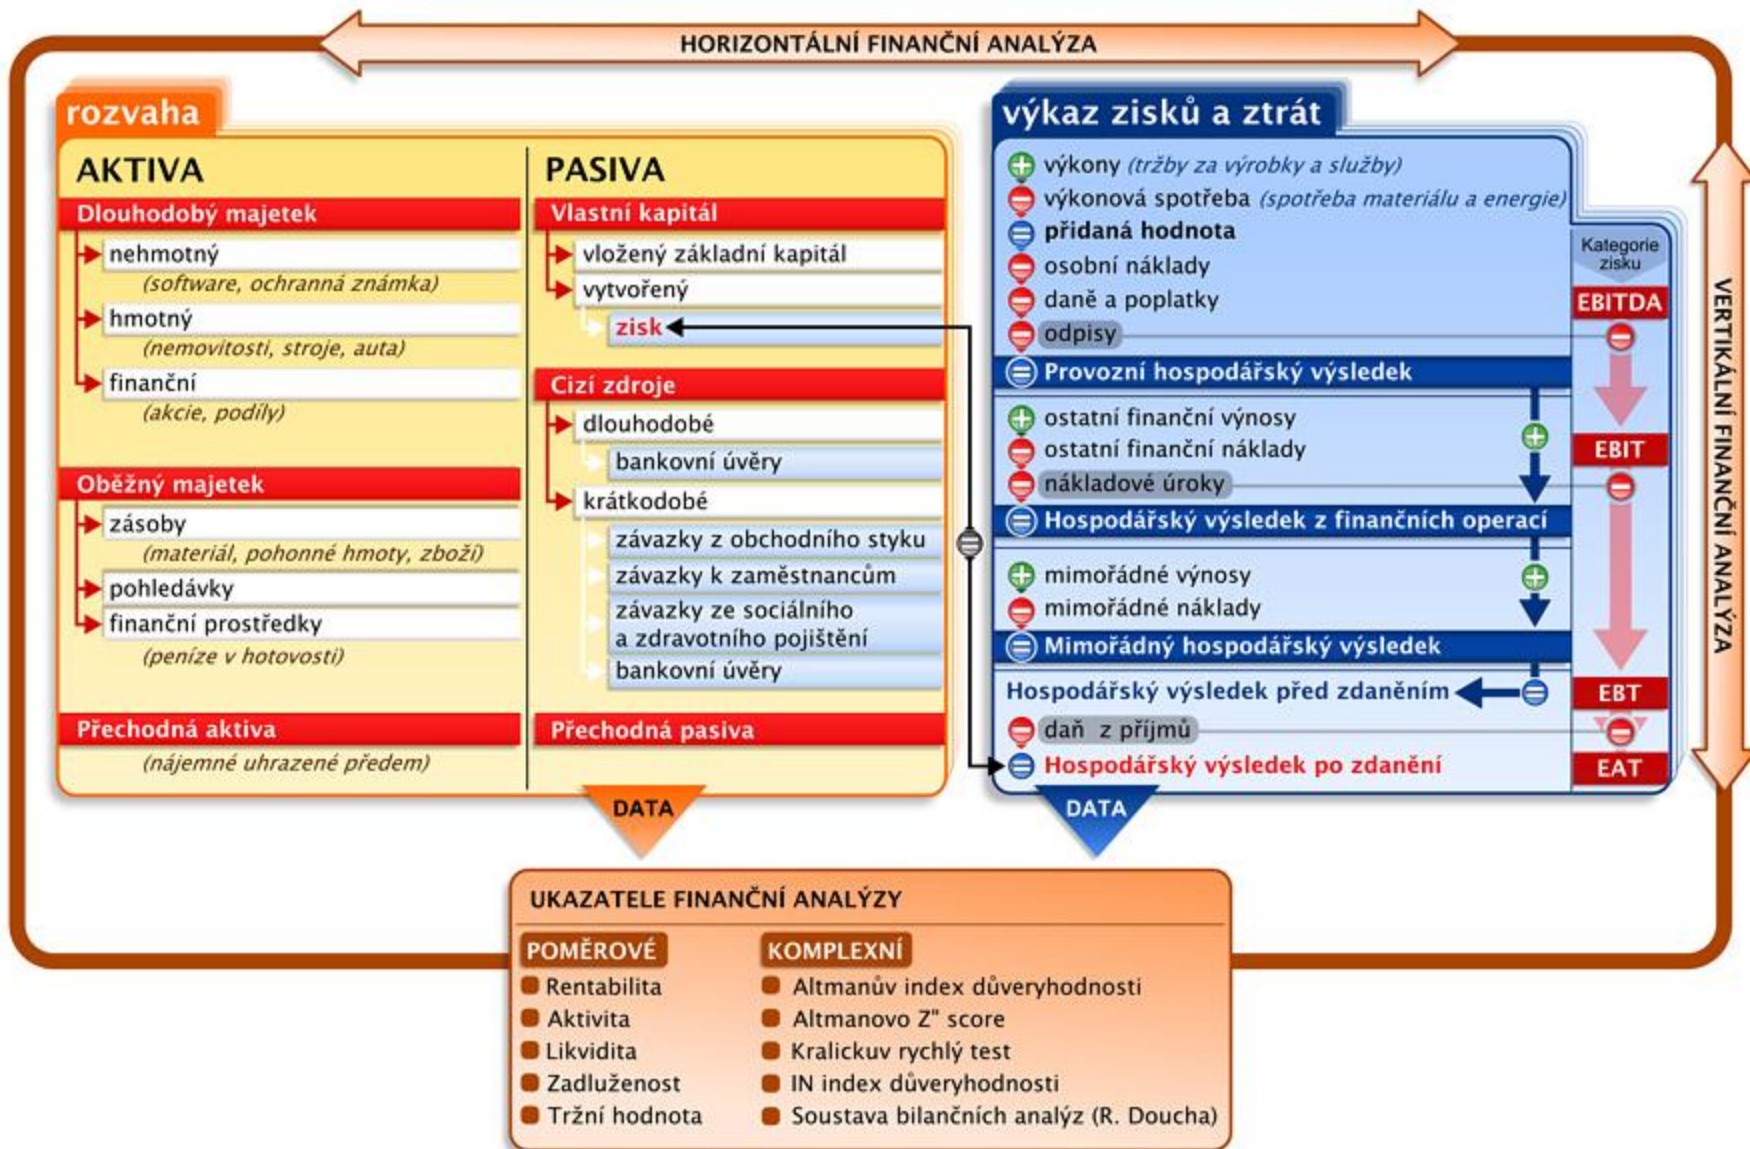 HORIZONTÁLNÍ FINANČNÍ ANALÝZA
rozvaha
AKTIVA
Dlouhodobý majetek
nehmotný
(software, ochranná známka)
hmotný
(nemovitosti, stroje, auta)
finanční
(akcie, podíly)
Oběžný majetek
zásoby
(materiál, pohonné hmoty, zboží)
pohledávky
finanční prostředky
(peníze v hotovosti)
Přechodná aktiva
(nájemné uhrazené předem)
PASIVA
Vlastní kapitál
vložený základní kapitál
vytvořený
zisk
Cizí zdroje
dlouhodobé
bankovní úvěry
krátkodobé
závazky z obchodního styku
závazky k zaměstnancům
závazky ze sociálního
a zdravotního pojištění
bankovní úvěry
Přechodná pasiva
DATA
výkaz zisků a ztrát
výkony (tržby za výrobky a služby)
výkonová spotřeba (spotřeba materiálu a energie)
přidaná hodnota
osobní náklady
daně a poplatky
odpisy
Provozní hospodářský výsledek
ostatní finanční výnosy
ostatní finanční náklady
nákladové úroky
Hospodářský výsledek z finančních operací
mimořádné výnosy
mimořádné náklady
Mimořádný hospodářský výsledek
Hospodářský výsledek před zdaněním
daň z příjmů
Hospodářský výsledek po zdanění
Kategorie
zisku
EBITDA
EBIT
EBT
EAT
DATA
VERTIKÁLNÍ FINANČNÍ ANALÝZA
UKAZATELE FINANČNÍ ANALÝZY
POMĚROVÉ
Rentabilita
Aktivita
Likvidita
Zadluženost
Tržní hodnota
KOMPLEXNÍ
Altmanův index důveryhodnosti
Altmanovo Z" score
Kralickuv rychlý test
IN index důveryhodnosti
Soustava bilančních analýz (R. Doucha)